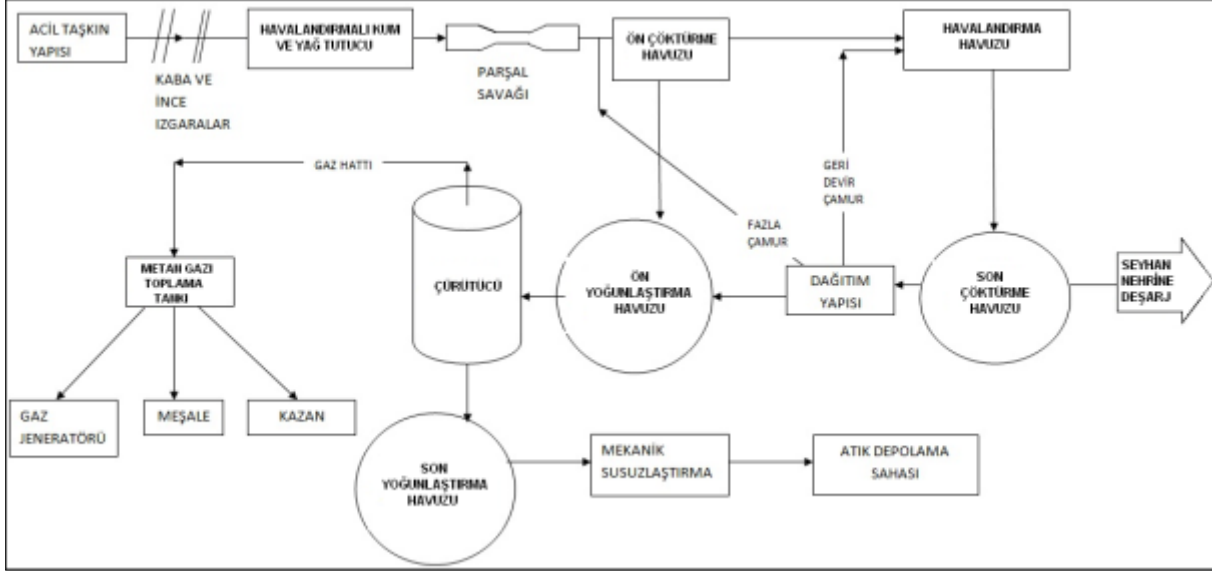 ACİL TAŞKIN
YAPISI
KABA VE
İNCE
IZGARALAR
HAVALANDIRMALI KUM
VE YAĞ TUTUCU
PARŞAL
SAVAĞI
ÖN ÇÖKTÜRME
HAVUZU
HAVALANDIRMA
HAVUZU
GAZ HATTI
GERİ
DEVİR
ÇAMUR
FAZLA
ÇAMUR
METAN GAZI
TOPLAMA
TANKI
ÇÜRÜTÜCÜ
ÖN
YOĞUNLAŞTIRMA
HAVUZU
DAĞITIM
YAPISI
SON
ÇÖKTÜRME
HAVUZU
SEYHAN
NEHRİNE
DEŞARJ
GAZ
JENERATÖRÜ
MEŞALE
KAZAN
SON
YOĞUNLAŞTIRMA
HAVUZU
MEKANİK
SUSUZLAŞTIRMA
ATIK DEPOLAMA
SAHASI